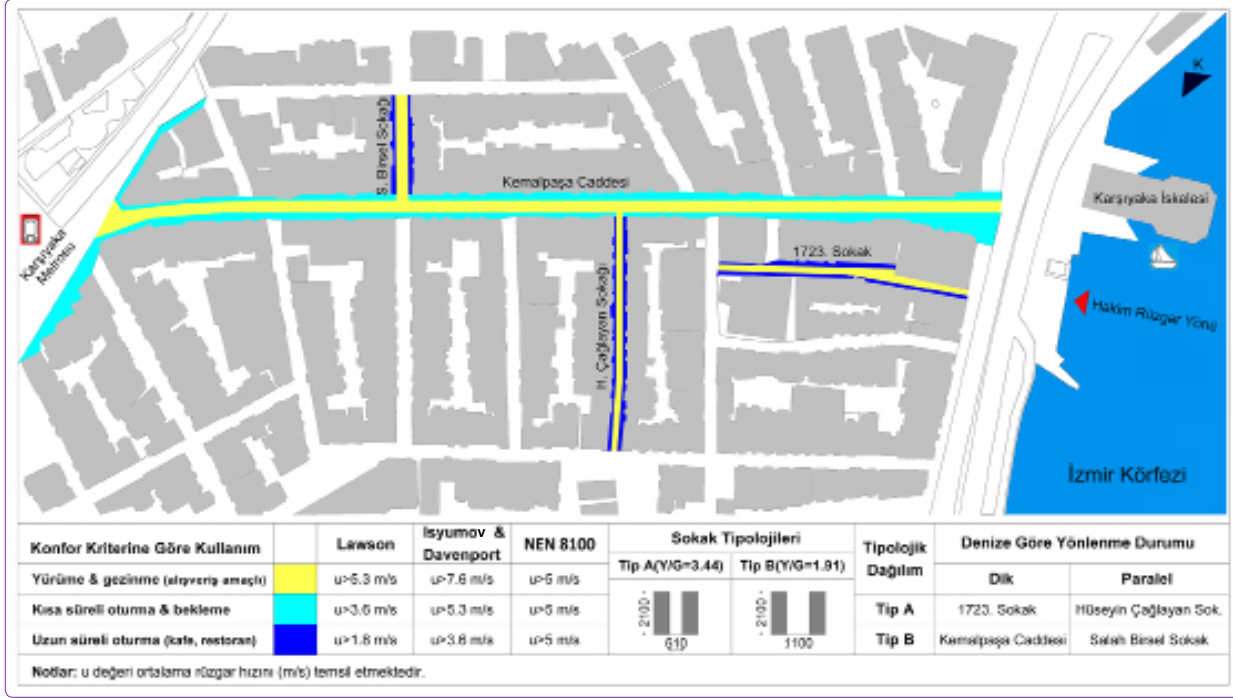 K
S. Birsel Sokağı
Kemalpaşa Caddesi
Karşıyaka İskelesi
Karşıyaka
Metrosu
1723. Sokak
H. Çağlayan Sokağı
Hakim Rüzgar Yönü
İzmir Körfezi
Konfor Kriterine Göre Kullanım
Lawson
Isyumov &
Davenport
NEN 8100
Sokak Tipolojileri
Tipolojik
Dağılım
Denize Göre Yönlenme Durumu
Tip A(Y/G=3.44)
Tip B(Y/G=1.91)
Dik
Paralel
Yürüme & gezinme (alışveriş amaçlı)
u>5.3 m/s
u>7.6 m/s
u>5 m/s
Kısa süreli oturma & bekleme
u>3.6 m/s
u>5.3 m/s
u>5 m/s
Uzun süreli oturma (kafe, restoran)
u>1.8 m/s
u>3.6 m/s
u>5 m/s
- 2100 -
610
- 2100 -
1100
Tip A
1723. Sokak
Hüseyin Çağlayan Sok.
Tip B
Kemalpaşa Caddesi
Salah Birsel Sokak
Notlar: u değeri ortalama rüzgar hızını (m/s) temsil etmektedir.